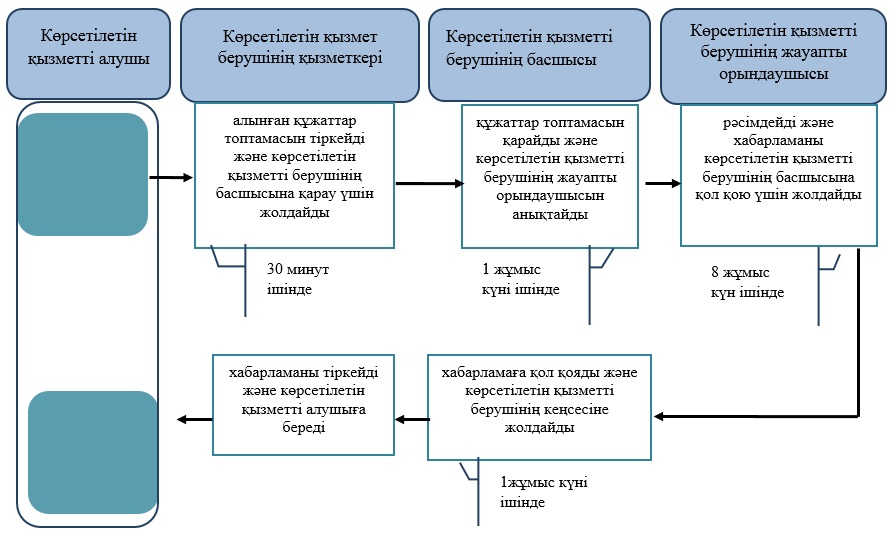 Көрсетілетін
қызметті алушы
Көрсетілетін қызмет
берушінің қызметкері
Көрсетілетін қызметті
берушінің басшысы
Көрсетілетін қызметті
берушінің жауапты
орындаушысы
алынған құжаттар
топтамасын тіркейді
және көрсетілетін
қызметті берушінің
басшысына қарау үшін
жолдайды
құжаттар топтамасын
қарайды және
көрсетілетін қызметті
берушінің жауапты
орындаушысын
анықтайды
рәсімдейді және
хабарламаны
көрсетілетін қызметті
берушінің басшысына
қол қою үшін жолдайды
30 минут
ішінде
1 жұмыс
күні ішінде
8 жұмыс
күн ішінде
хабарламаны тіркейді
және көрсетілетін
қызметті алушыға
береді
хабарламаға қол қояды және
көрсетілетін қызметті
берушінің кеңсесіне
жолдайды
1жұмыс күні
ішінде